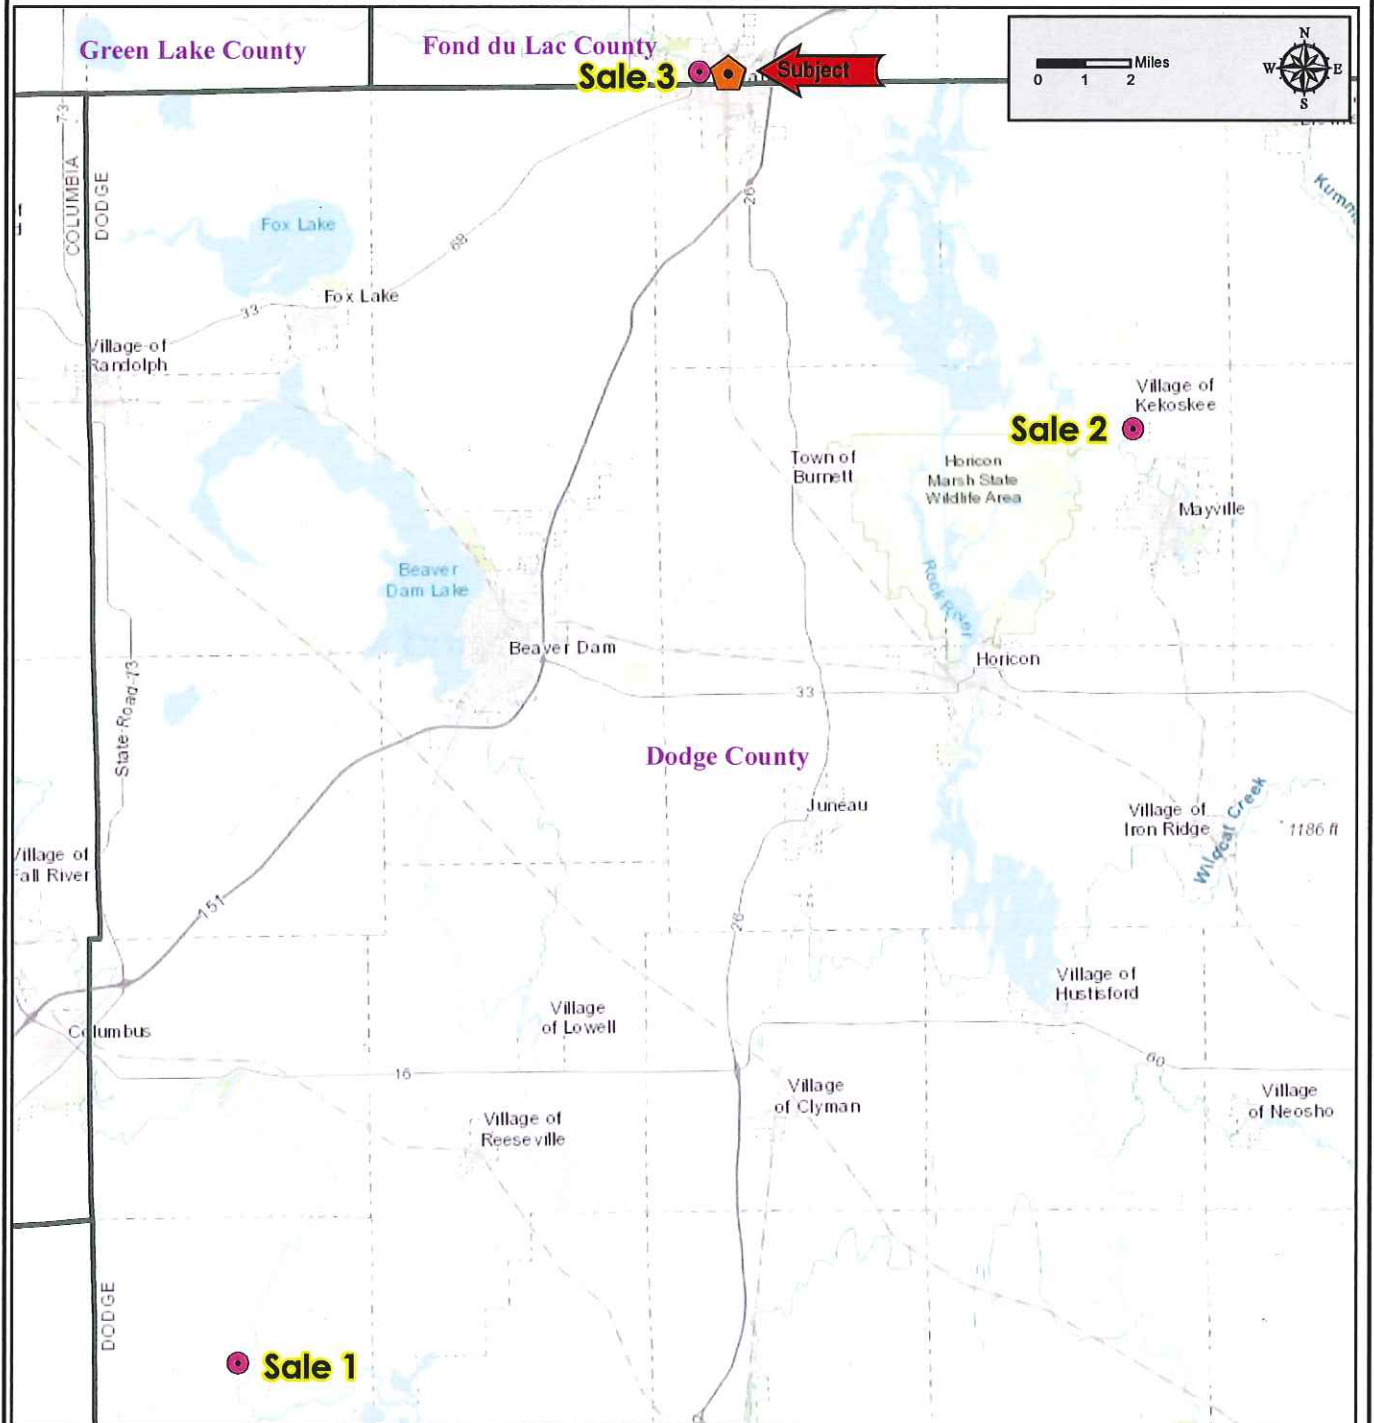 Green Lake County
Fond du Lac County
Sale 3
Subject
Miles
0 1 2
N
W E
S
73
COLUMBIA
DODGE
Kumm
26
Fox Lake
68
Fox Lake
33
Village of
Randolph
Village of
Kekoskee
Sale 2
Town of
Burnett
Horicon
Marsh State
Wildlife Area
Mayville
Beaver
Dam Lake
Rock River
Beaver Dam
Horicon
33
State Road 73
Dodge County
Juneau
Village of
Iron Ridge
Wildcat Creek
1186 ft
Village of
Fall River
151
26
Village of
Hustisford
Village
of Lowell
Columbus
60
16
Village
of Clyman
Village
of Neosho
Village of
Reeseville
DODGE
Sale 1